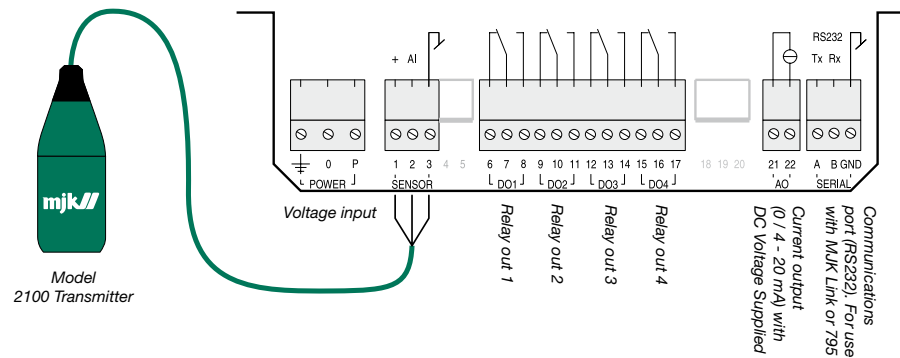 RS232
+ AI
Tx Rx
0 P
1 2 3 4 5
6 7 8 9 10 11 12 13 14 15 16 17
18 19 20
21 22
A B GND
POWER
SENSOR
DO1
DO2
DO3
DO4
AO
SERIAL
Voltage input
Relay out 1
Relay out 2
Relay out 3
Relay out 4
Current output
(0 / 4 - 20 mA) with
DC Voltage Supplied
Communications
port (RS232). For use
with MJK Link or 795
mjk//
Model
2100 Transmitter